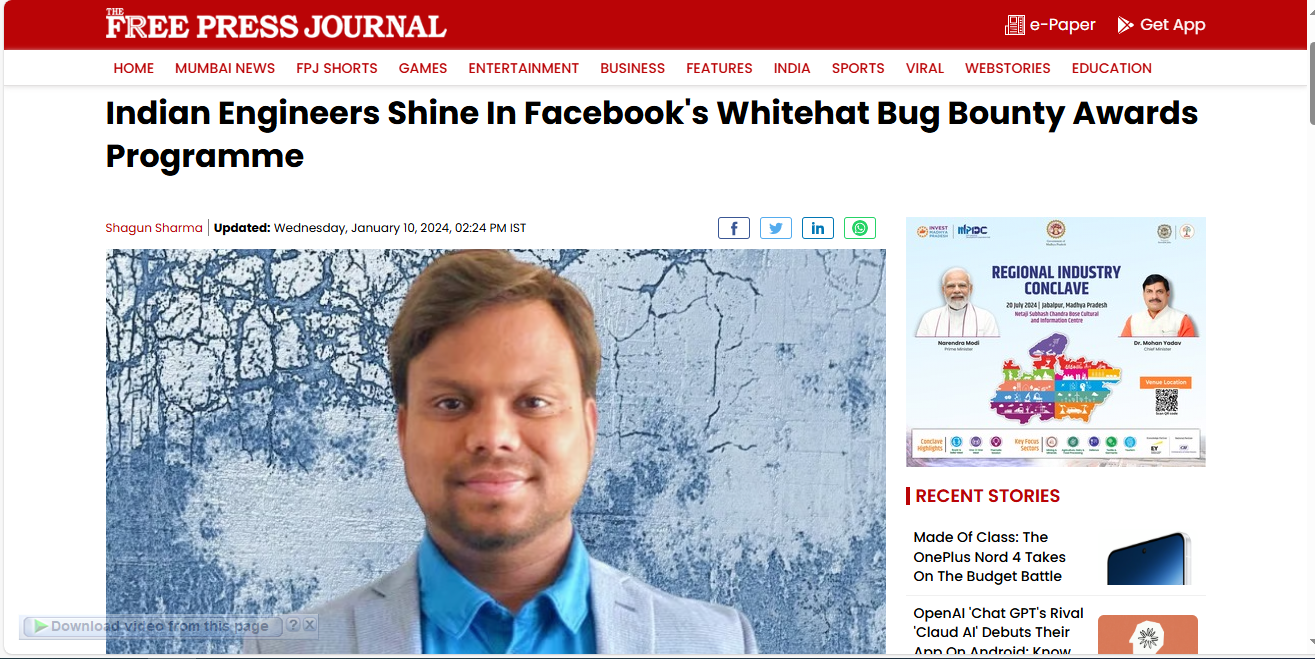 THE
FREE PRESS JOURNAL
e-Paper
Get App
HOME MUMBAI NEWS FPJ SHORTS GAMES ENTERTAINMENT BUSINESS FEATURES INDIA SPORTS VIRAL WEBSTORIES EDUCATION
Indian Engineers Shine In Facebook's Whitehat Bug Bounty Awards
Programme
Shagun Sharma | Updated: Wednesday, January 10, 2024, 02:24 PM IST
INVEST
MADHYA
PRADESH
MPIDC
REGIONAL INDUSTRY
CONCLAVE
20 July 2024 | Jabalpur, Madhya Pradesh
Netaji Subhash Chandra Bose Cultural
and Information Centre
Narendra Modi
Prime Minister
Dr. Mohan Yadav
Chief Minister
Venue Location
Scan QR code
Conclave
Highlights
Key Focus
Sectors
EY
RECENT STORIES
Made Of Class: The
OnePlus Nord 4 Takes
On The Budget Battle
OpenAI 'Chat GPT's Rival
'Claud AI' Debuts Their
App On Android: Know
Download video from this page ? X